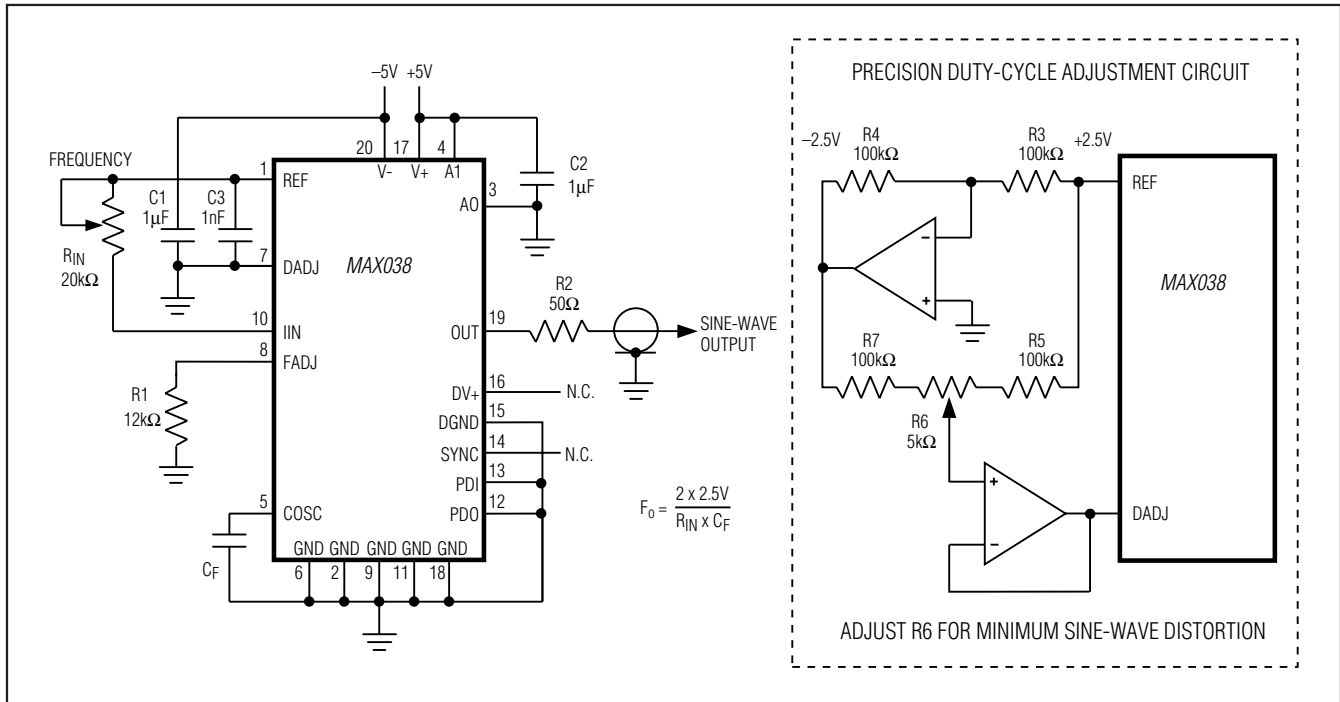 −5V +5V
20 17 4
V- V+ A1
FREQUENCY
1
REF
C1
1µF
C3
1nF
C2
1µF
3
AO
RIN
20kΩ
7
DADJ
MAX038
10
IIN
8
FADJ
R1
12kΩ
R2
50Ω
19
OUT
SINE-WAVE
OUTPUT
16
DV+
N.C.
15
DGND
14
SYNC
N.C.
13
PDI
12
PDO
5
COSC
CF
GND GND GND GND GND
6 2 9 11 18
Fo = 2 x 2.5V
RIN x CF
PRECISION DUTY-CYCLE ADJUSTMENT CIRCUIT
−2.5V
R4
100kΩ
R3
100kΩ
+2.5V
REF
−
+
MAX038
R7
100kΩ
R5
100kΩ
R6
5kΩ
+
−
DADJ
ADJUST R6 FOR MINIMUM SINE-WAVE DISTORTION